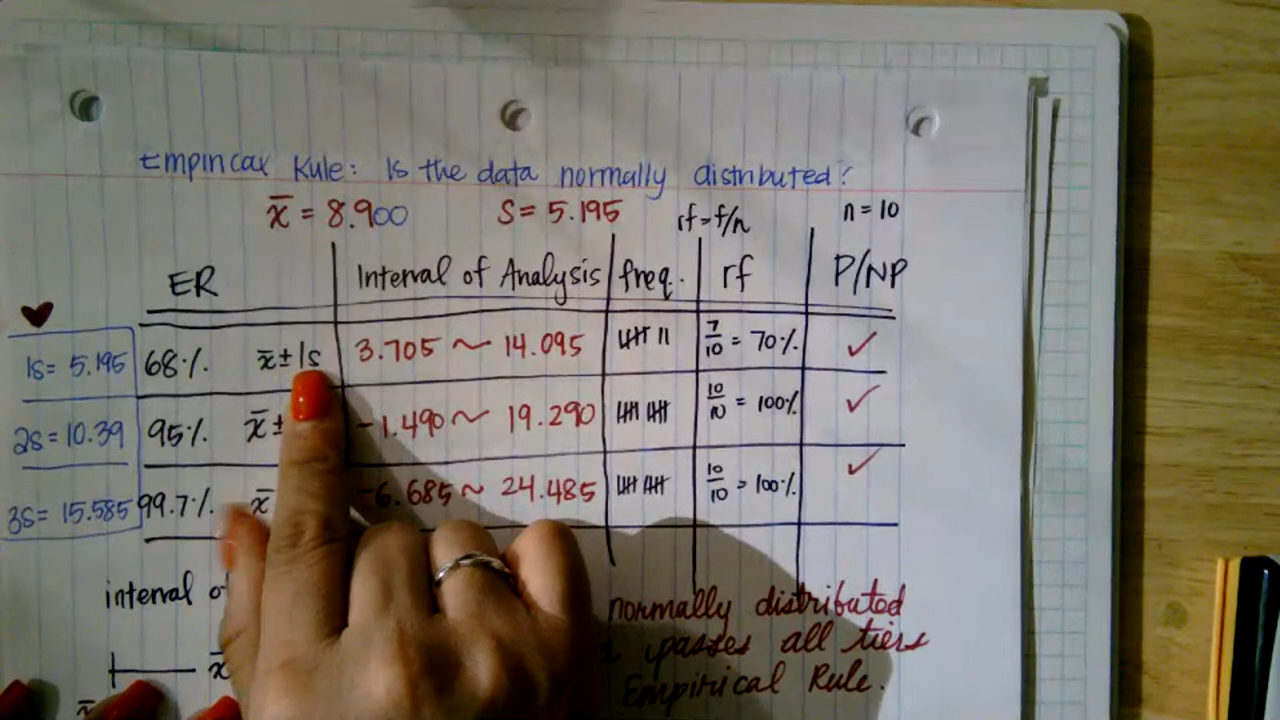 Empirical Rule: Is the data normally distributed?
x̄ = 8.900 S = 5.195 rf = f/n n = 10
ER Interval of Analysis freq. rf P/NP
1s = 5.195 68% x̄ ± 1s 3.705 ~ 14.095 7/10 = 70% ✓
2s = 10.39 95% x̄ ± -1.490 ~ 19.290 10/10 = 100% ✓
3s = 15.585 99.7% x̄ -6.685 ~ 24.485 10/10 = 100% ✓
interval
normally distributed
passes all tiers
x̄
Empirical Rule.